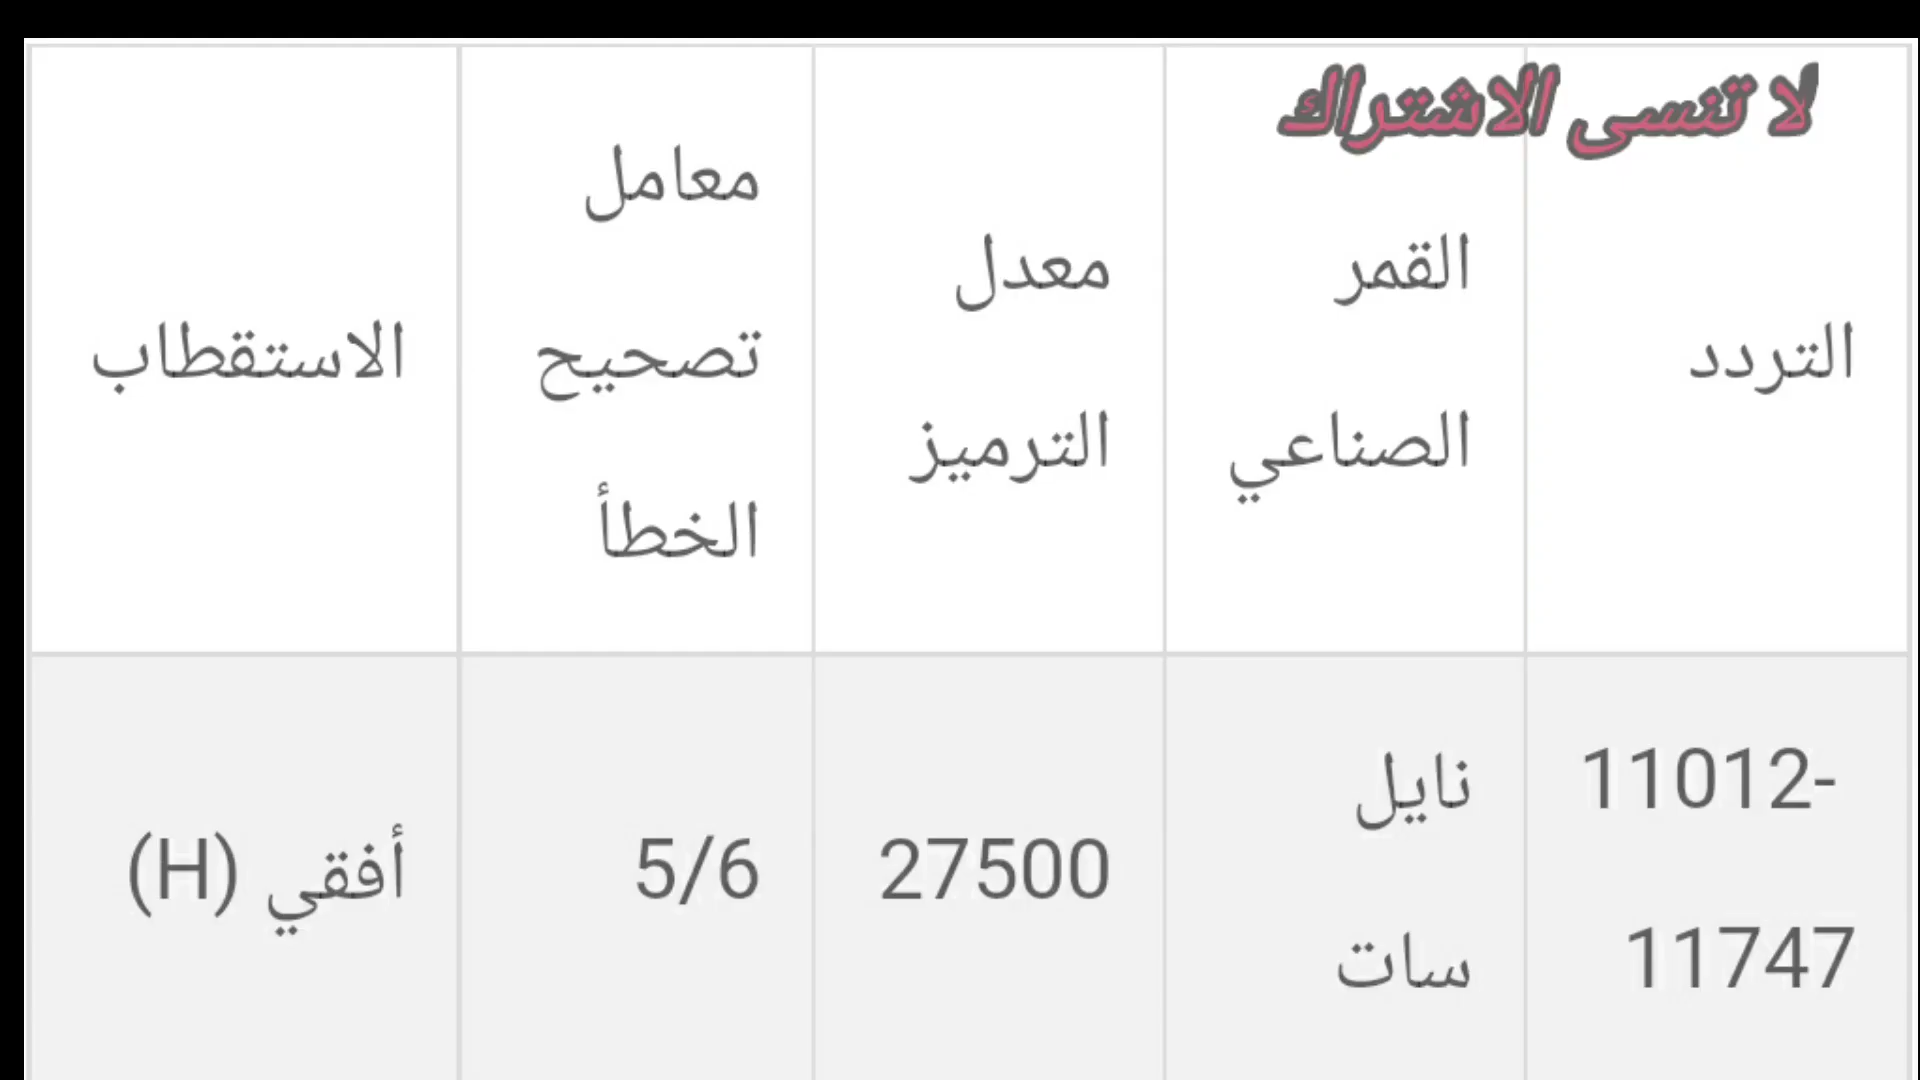 لا تنسى الاشتراك
التردد
القمر
الصناعي
معدل
الترميز
معامل
تصحيح
الخطأ
الاستقطاب
11012-
11747
نايل
سات
27500
5/6
أفقي (H)